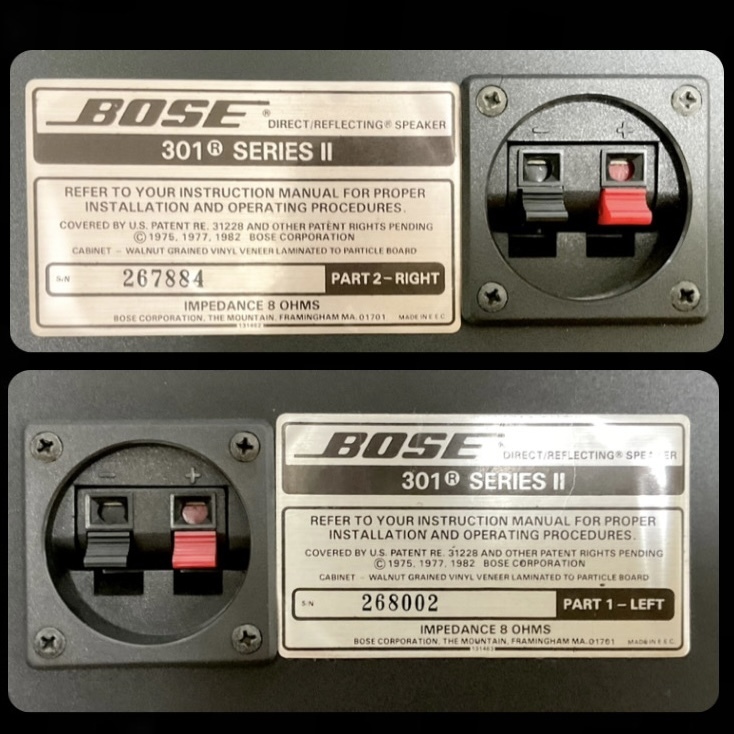 BOSE® DIRECT/REFLECTING® SPEAKER
301® SERIES II
REFER TO YOUR INSTRUCTION MANUAL FOR PROPER
INSTALLATION AND OPERATING PROCEDURES.
COVERED BY U.S. PATENT RE. 31228 AND OTHER PATENT RIGHTS PENDING
© 1975, 1977, 1982 BOSE CORPORATION
CABINET – WALNUT GRAINED VINYL VENEER LAMINATED TO PARTICLE BOARD
S/N 267884 PART 2 – RIGHT
IMPEDANCE 8 OHMS
BOSE CORPORATION, THE MOUNTAIN, FRAMINGHAM MA. 01701 MADE IN E.E.C.
– +
– +
BOSE DIRECT/REFLECTING® SPEAKER
301® SERIES II
REFER TO YOUR INSTRUCTION MANUAL FOR PROPER
INSTALLATION AND OPERATING PROCEDURES.
COVERED BY U.S. PATENT RE. 31228 AND OTHER PATENT RIGHTS PENDING
© 1975, 1977, 1982 BOSE CORPORATION
CABINET – WALNUT GRAINED VINYL VENEER LAMINATED TO PARTICLE BOARD
S/N 268002 PART 1 – LEFT
IMPEDANCE 8 OHMS
BOSE CORPORATION, THE MOUNTAIN, FRAMINGHAM MA. 01701 MADE IN E.E.C.